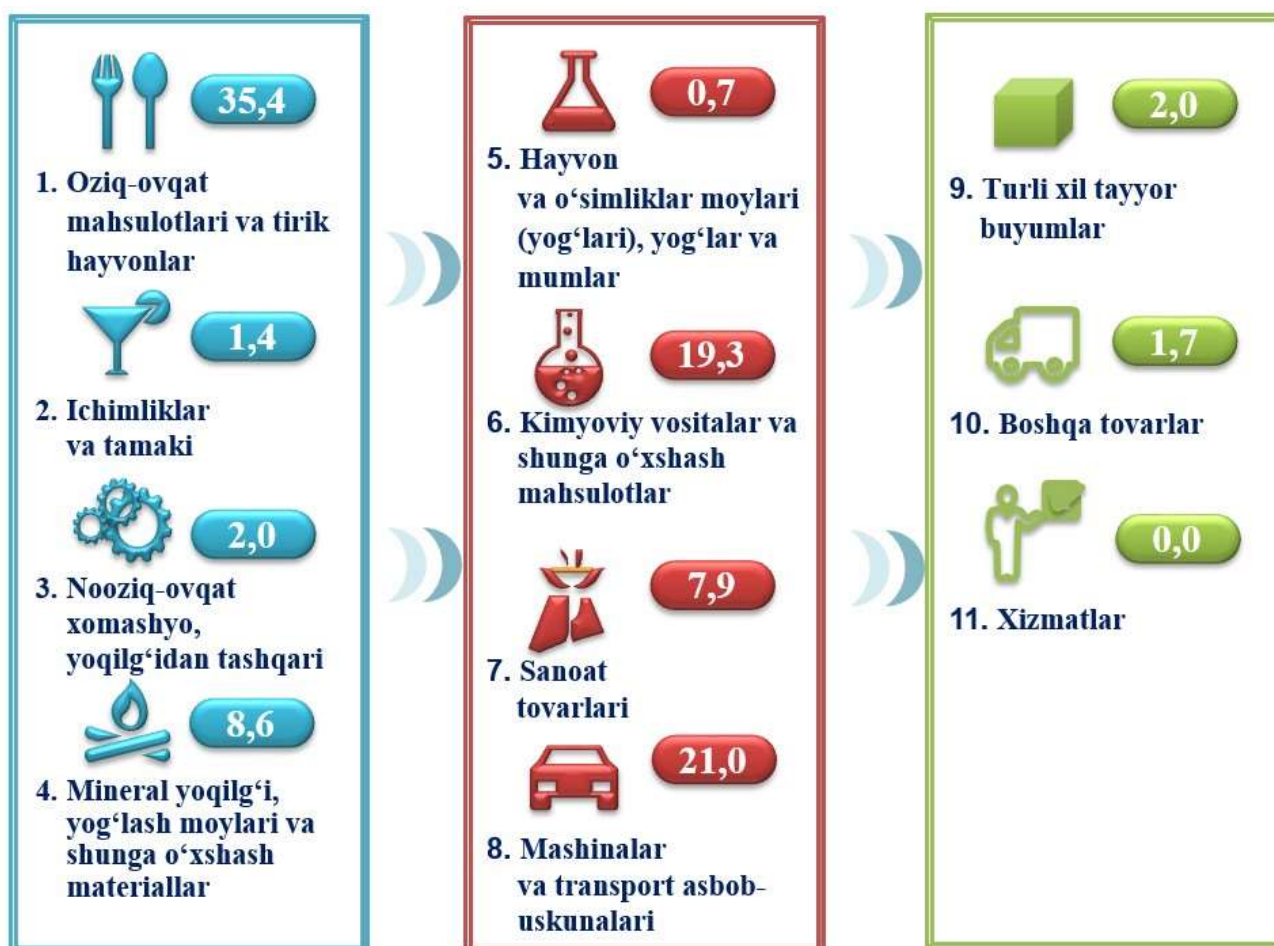 35,4
1. Oziq-ovqat
mahsulotlari va tirik
hayvonlar
1,4
2. Ichimliklar
va tamaki
2,0
3. Nooziq-ovqat
xomashyo,
yoqilg‘idan tashqari
8,6
4. Mineral yoqilg‘i,
yog‘lash moylari va
shunga o‘xshash
materiallar
0,7
5. Hayvon
va o‘simliklar moylari
(yog‘lari), yog‘lar va
mumlar
19,3
6. Kimyoviy vositalar va
shunga o‘xshash
mahsulotlar
7,9
7. Sanoat
tovarlari
21,0
8. Mashinalar
va transport asbob-
uskunalari
2,0
9. Turli xil tayyor
buyumlar
1,7
10. Boshqa tovarlar
0,0
11. Xizmatlar